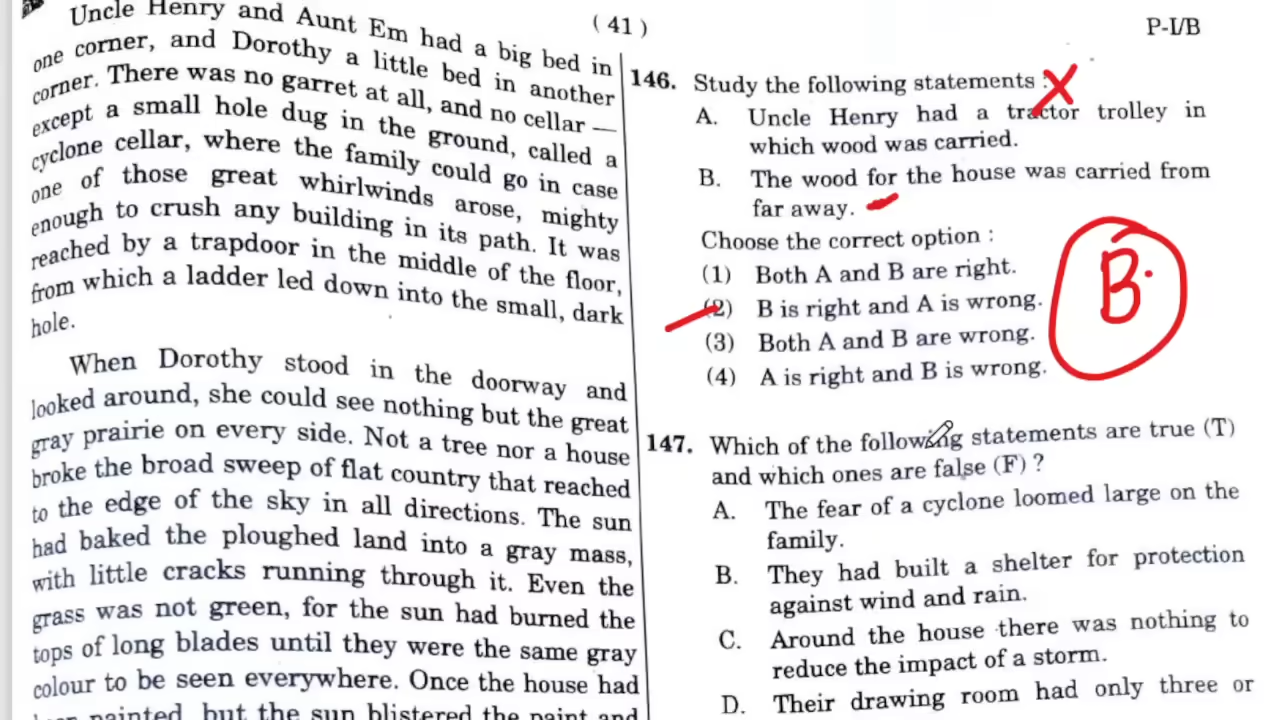 Uncle Henry and Aunt Em had a big bed in
one corner, and Dorothy a little bed in another
corner. There was no garret at all, and no cellar —
except a small hole dug in the ground, called a
cyclone cellar, where the family could go in case
one of those great whirlwinds arose, mighty
enough to crush any building in its path. It was
reached by a trapdoor in the middle of the floor,
from which a ladder led down into the small, dark
hole.
When Dorothy stood in the doorway and
looked around, she could see nothing but the great
gray prairie on every side. Not a tree nor a house
broke the broad sweep of flat country that reached
to the edge of the sky in all directions. The sun
had baked the ploughed land into a gray mass,
with little cracks running through it. Even the
grass was not green, for the sun had burned the
tops of long blades until they were the same gray
colour to be seen everywhere. Once the house had
painted, but the sun blistered the paint and
( 41 )
P-I/B
146. Study the following statements :
A. Uncle Henry had a tractor trolley in
which wood was carried.
B. The wood for the house was carried from
far away.
Choose the correct option :
(1) Both A and B are right.
(2) B is right and A is wrong.
(3) Both A and B are wrong.
(4) A is right and B is wrong.
B
147. Which of the following statements are true (T)
and which ones are false (F) ?
A. The fear of a cyclone loomed large on the
family.
B. They had built a shelter for protection
against wind and rain.
C. Around the house there was nothing to
reduce the impact of a storm.
D. Their drawing room had only three or